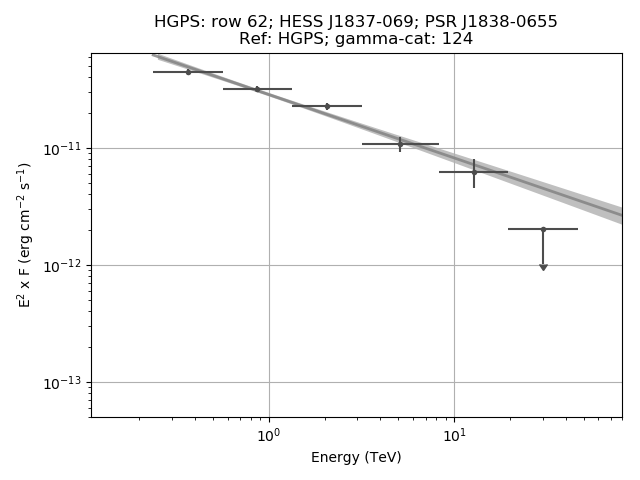 HGPS: row 62; HESS J1837-069; PSR J1838-0655
Ref: HGPS; gamma-cat: 124
E² x F (erg cm⁻² s⁻¹)
10⁻¹¹
10⁻¹²
10⁻¹³
10⁰ 10¹
Energy (TeV)